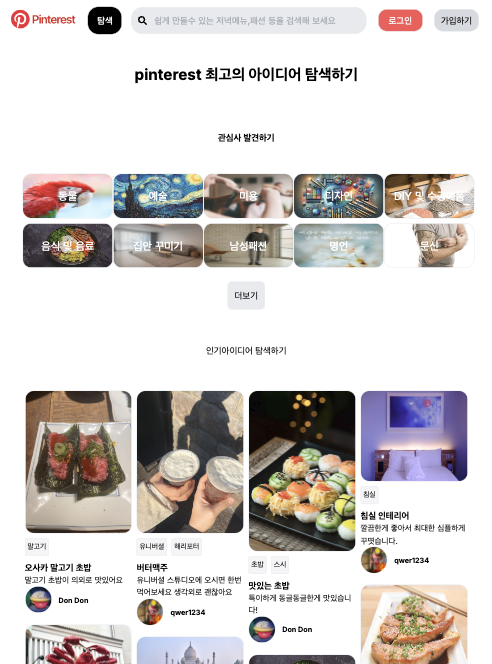 Pinterest
탐색
쉽게 만들수 있는 저녁메뉴,패션 등을 검색해 보세요
로그인
가입하기
pinterest 최고의 아이디어 탐색하기
관심사 발견하기
동물
예술
미용
디자인
DIY 및 수공예품
음식 및 음료
집안 꾸미기
남성패션
명언
문신
더보기
인기아이디어 탐색하기
말고기
오사카 말고기 초밥
말고기 초밥이 의외로 맛있어요
Don Don
유니버셜
해리포터
버터맥주
유니버셜 스튜디오에 오시면 한번
먹어보세요 생각외로 괜찮아요
qwer1234
초밥
스시
맛있는 초밥
특이하게 동글동글한게 맛있습니
다!
Don Don
침실
침실 인테리어
깔끔한게 좋아서 최대한 심플하게
꾸몃습니다.
qwer1234